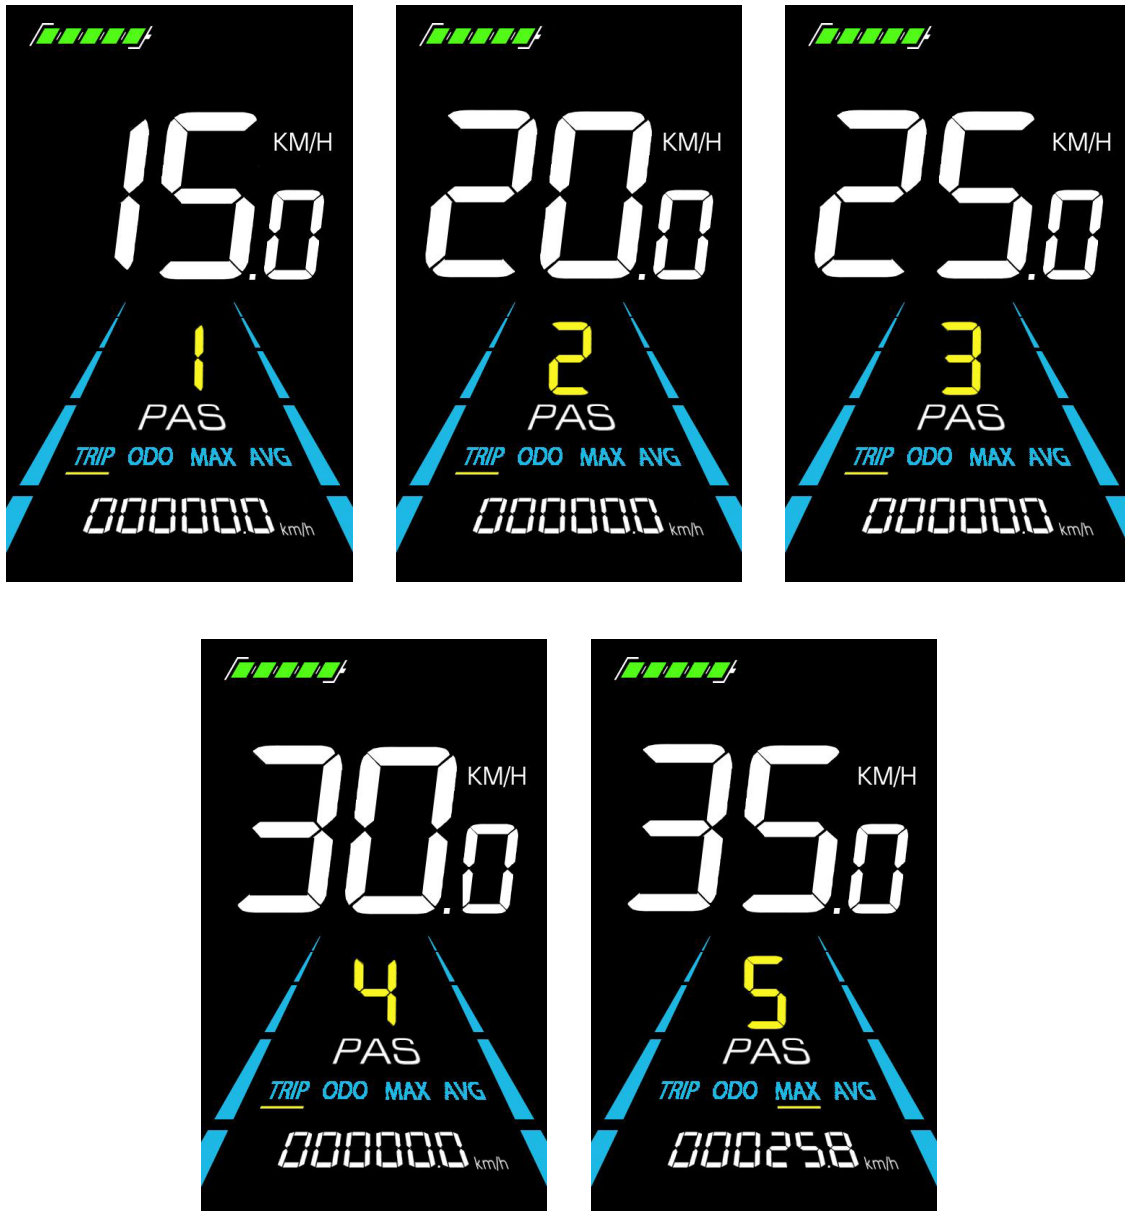 15.0 KM/H
1
PAS
TRIP ODO MAX AVG
00000.0 km/h
20.0 KM/H
2
PAS
TRIP ODO MAX AVG
00000.0 km/h
25.0 KM/H
3
PAS
TRIP ODO MAX AVG
00000.0 km/h
30.0 KM/H
4
PAS
TRIP ODO MAX AVG
00000.0 km/h
35.0 KM/H
5
PAS
TRIP ODO MAX AVG
00025.8 km/h